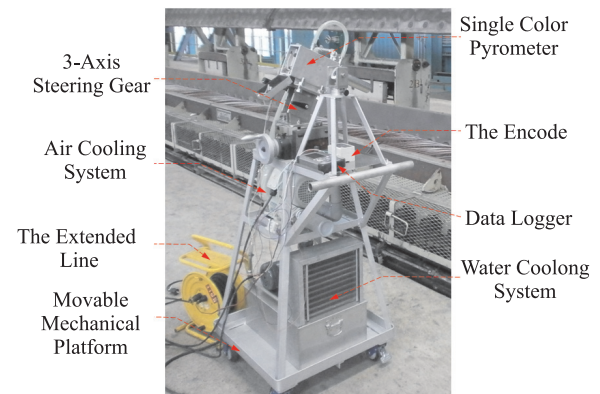 Single Color
Pyrometer
3-Axis
Steering Gear
The Encode
Air Cooling
System
Data Logger
The Extended
Line
Water Coolong
System
Movable
Mechanical
Platform